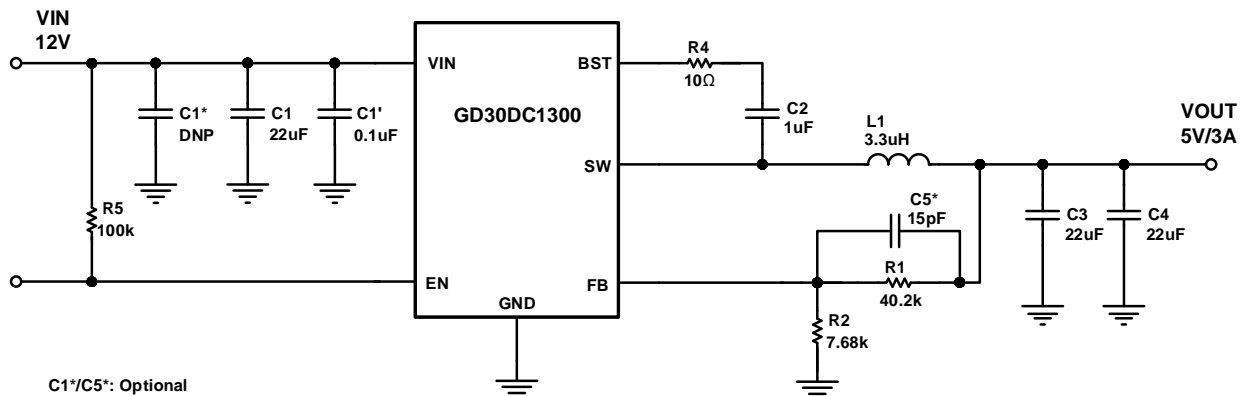 VIN
12V
VIN
BST
R4
10Ω
C1*
DNP
C1
22uF
C1'
0.1uF
GD30DC1300
C2
1uF
L1
3.3uH
VOUT
5V/3A
SW
R5
100k
C5*
15pF
C3
22uF
C4
22uF
R1
40.2k
EN
FB
GND
R2
7.68k
C1*/C5*: Optional